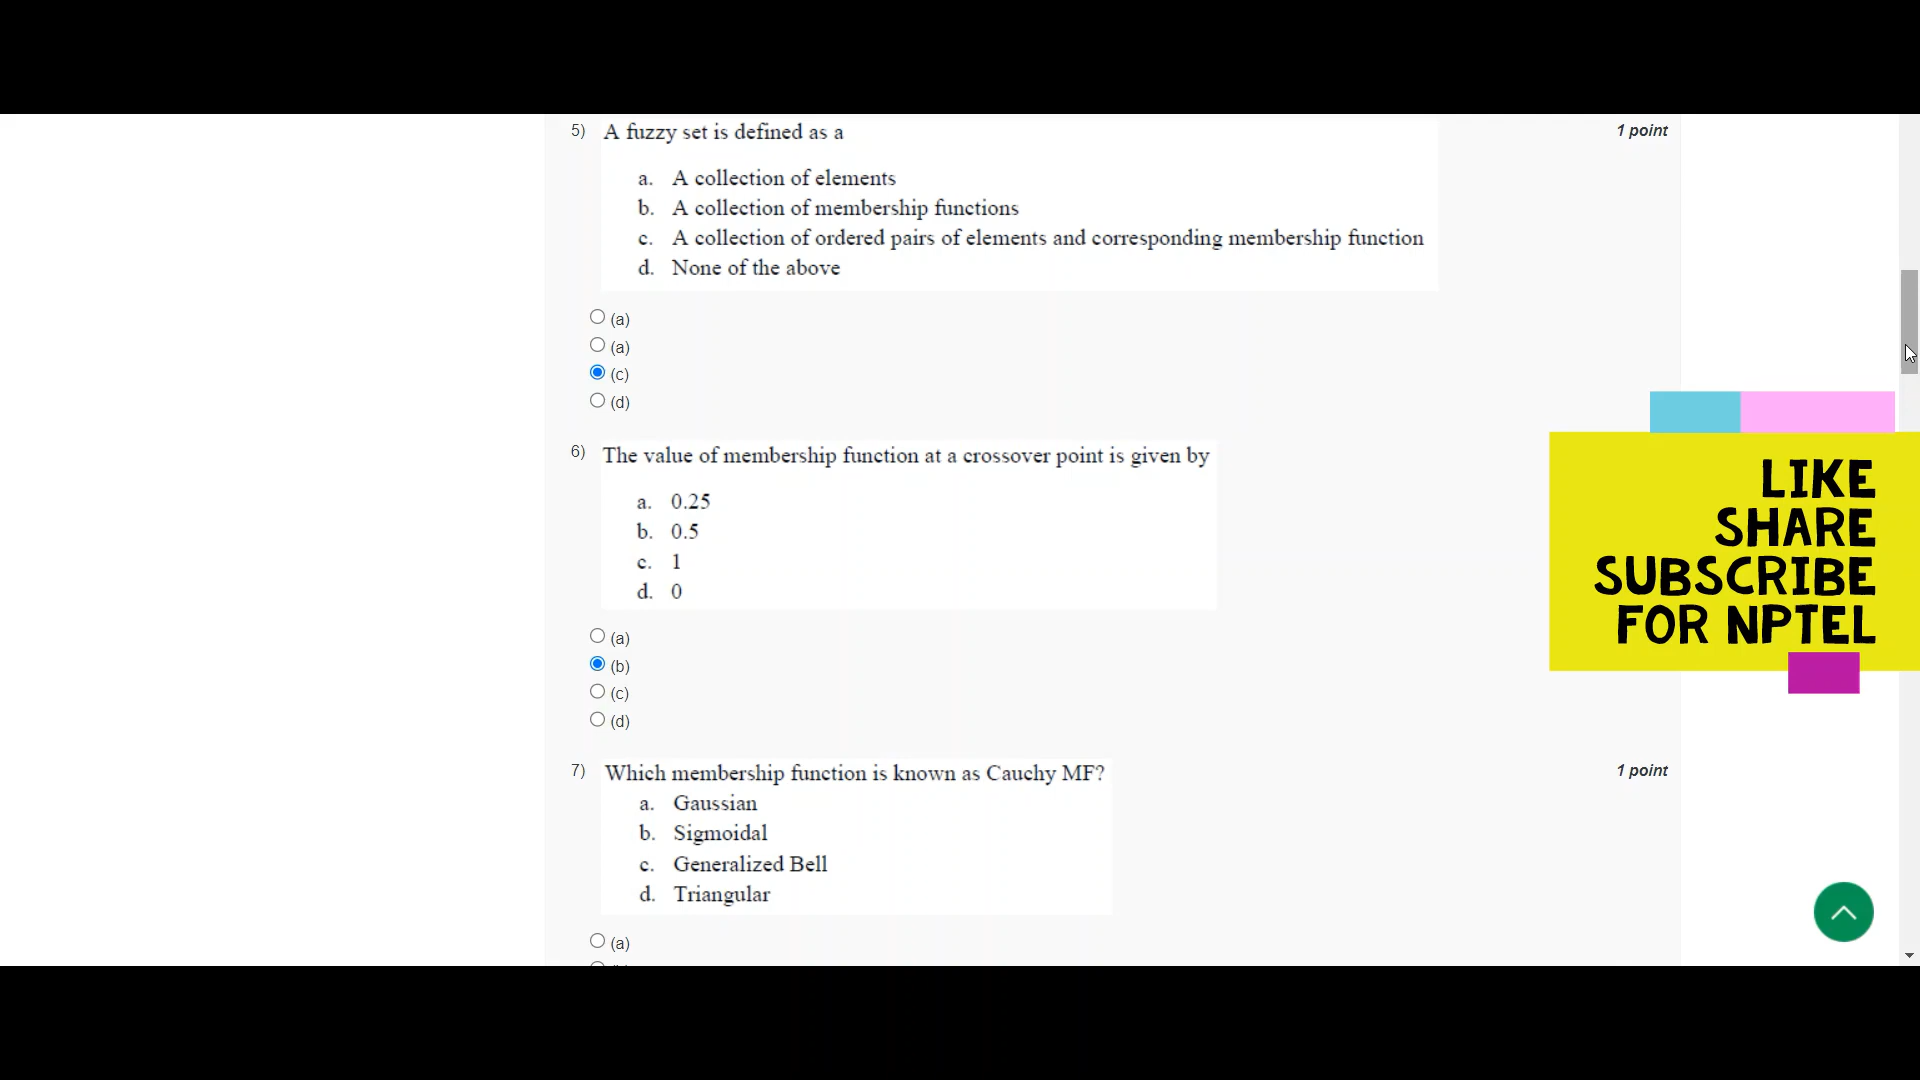 5) A fuzzy set is defined as a 1 point
a. A collection of elements
b. A collection of membership functions
c. A collection of ordered pairs of elements and corresponding membership function
d. None of the above
(a)
(a)
(c)
(d)
6) The value of membership function at a crossover point is given by
a. 0.25
b. 0.5
c. 1
d. 0
(a)
(b)
(c)
(d)
LIKE
SHARE
SUBSCRIBE
FOR NPTEL
7) Which membership function is known as Cauchy MF? 1 point
a. Gaussian
b. Sigmoidal
c. Generalized Bell
d. Triangular
(a)